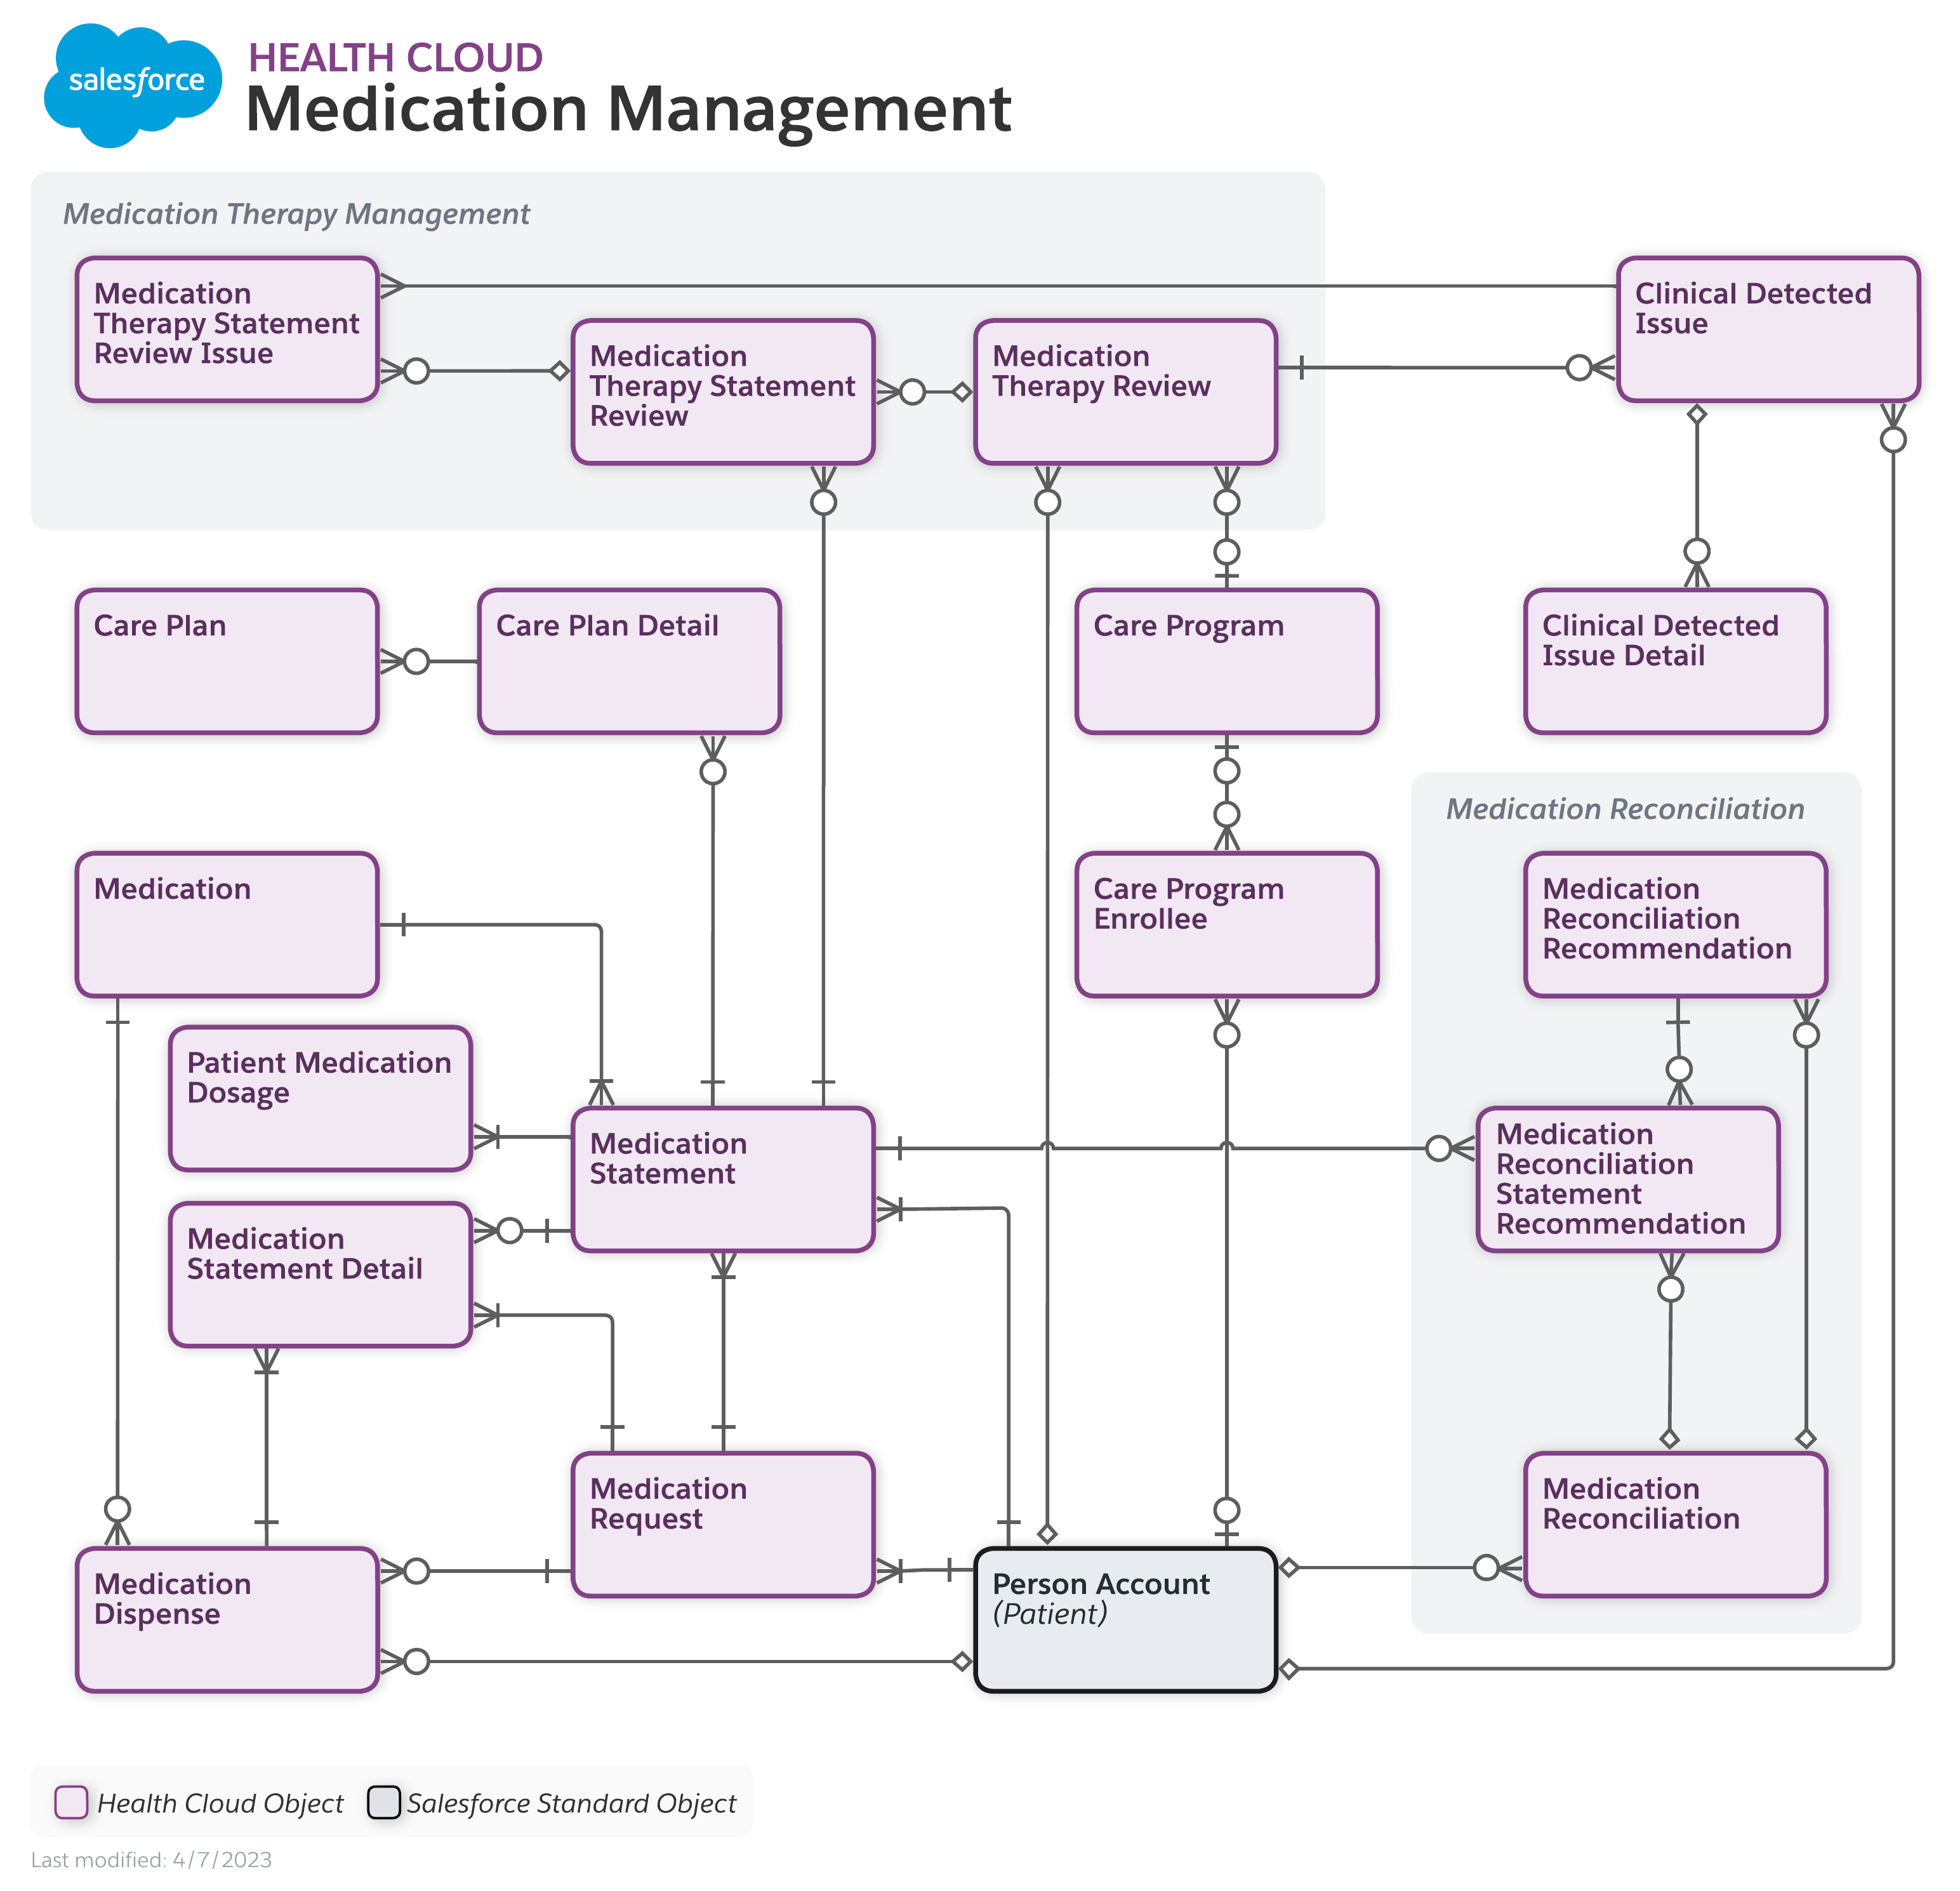 salesforce
HEALTH CLOUD
Medication Management
Medication Therapy Management
Medication
Therapy Statement
Review Issue
Medication
Therapy Statement
Review
Medication
Therapy Review
Clinical Detected
Issue
Care Plan
Care Plan Detail
Care Program
Clinical Detected
Issue Detail
Medication Reconciliation
Medication
Care Program
Enrollee
Medication
Reconciliation
Recommendation
Patient Medication
Dosage
Medication
Statement
Medication
Reconciliation
Statement
Recommendation
Medication
Statement Detail
Medication
Request
Medication
Reconciliation
Medication
Dispense
Person Account
(Patient)
Health Cloud Object
Salesforce Standard Object
Last modified: 4/7/2023